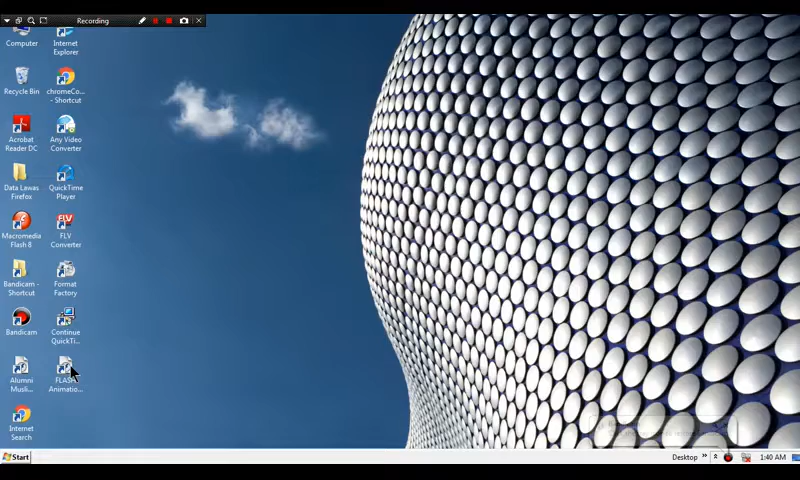 Recording
Computer
Internet
Explorer
Recycle Bin
chromeCo...
- Shortcut
Acrobat
Reader DC
Any Video
Converter
Data Lawas
Firefox
QuickTime
Player
Macromedia
Flash 8
FLV
Converter
Bandicam -
Shortcut
Format
Factory
Bandicam
Continue
QuickTi...
Alumni
Musli...
FLASH
Animatio...
Internet
Search
Start
Desktop
1:40 AM